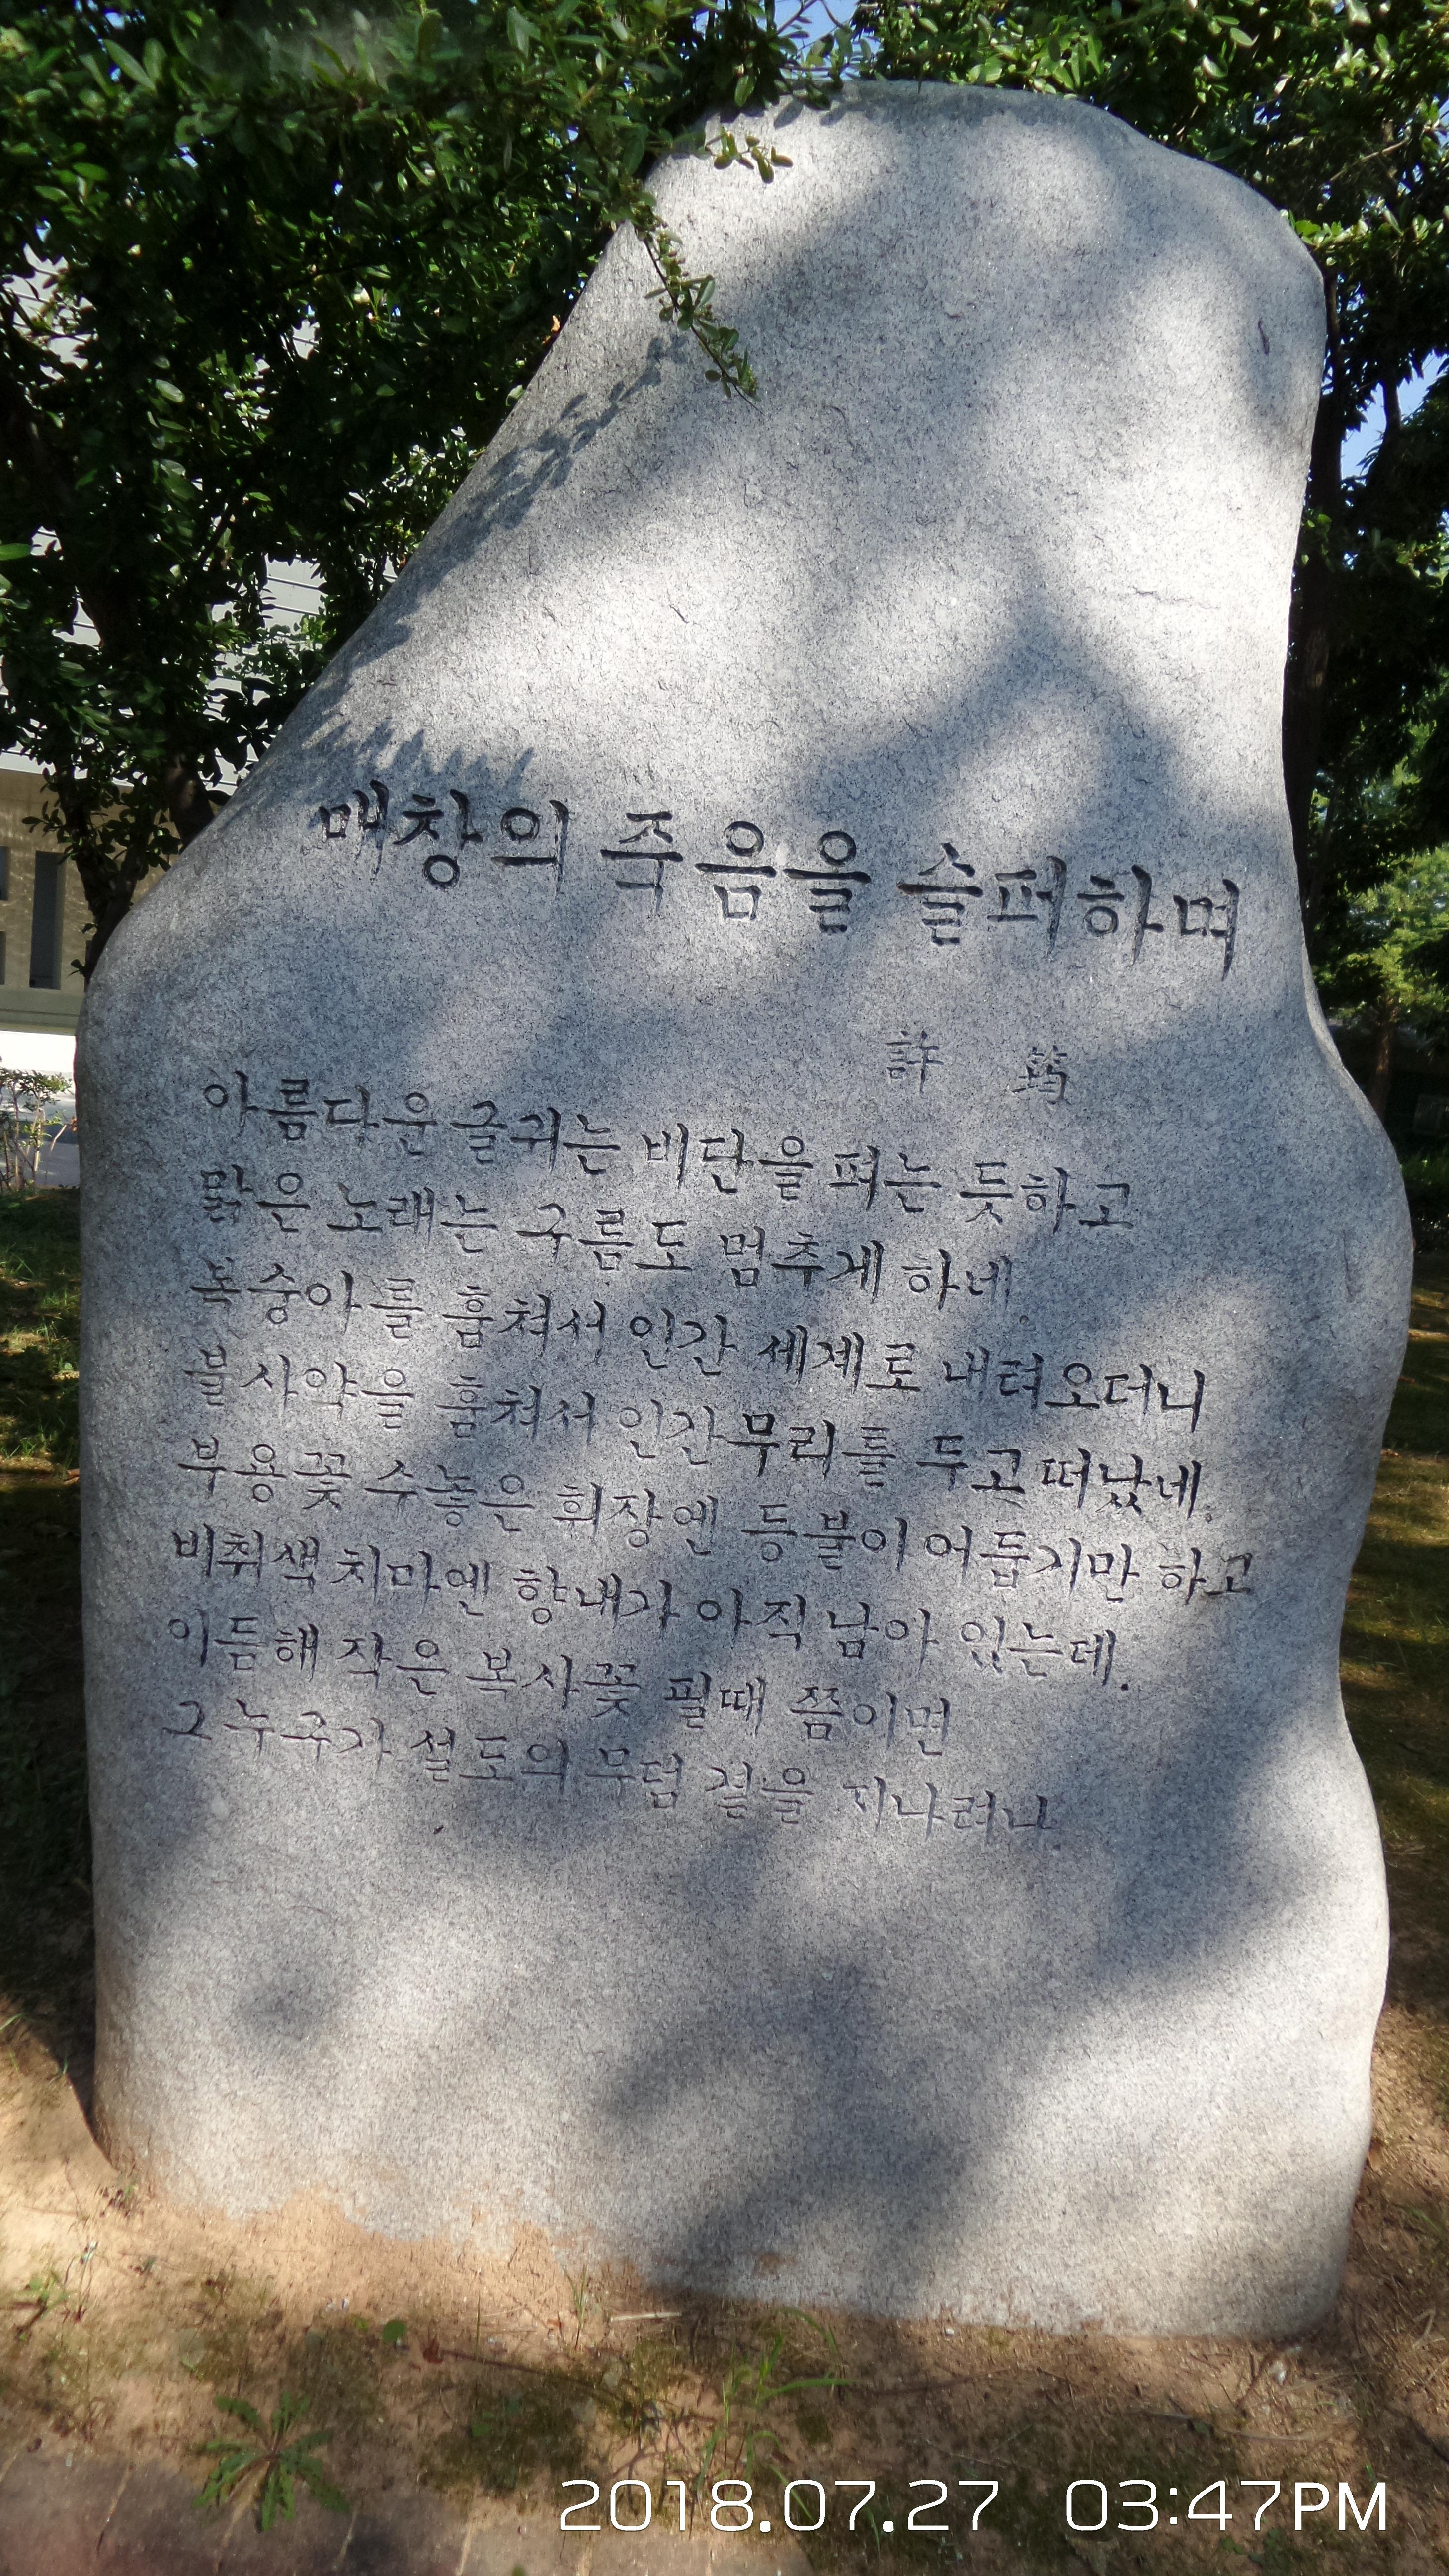 매창의 죽음을 슬퍼하며
許 筠
아름다운 글귀는 비단을 펴는 듯하고
맑은 노래는 구름도 멈추게 하네.
복숭아를 훔쳐서 인간 세계로 내려오더니
불사약을 훔쳐서 인간무리를 두고 떠났네.
부용꽃 수놓은 휘장엔 등불이 어둡기만 하고
비취색 치마엔 향내가 아직 남아 있는데.
이듬해 작은 복사꽃 필때 쯤이면
그 누구가 설도의 무덤 곁을 지나려나.
2018.07.27 03:47PM